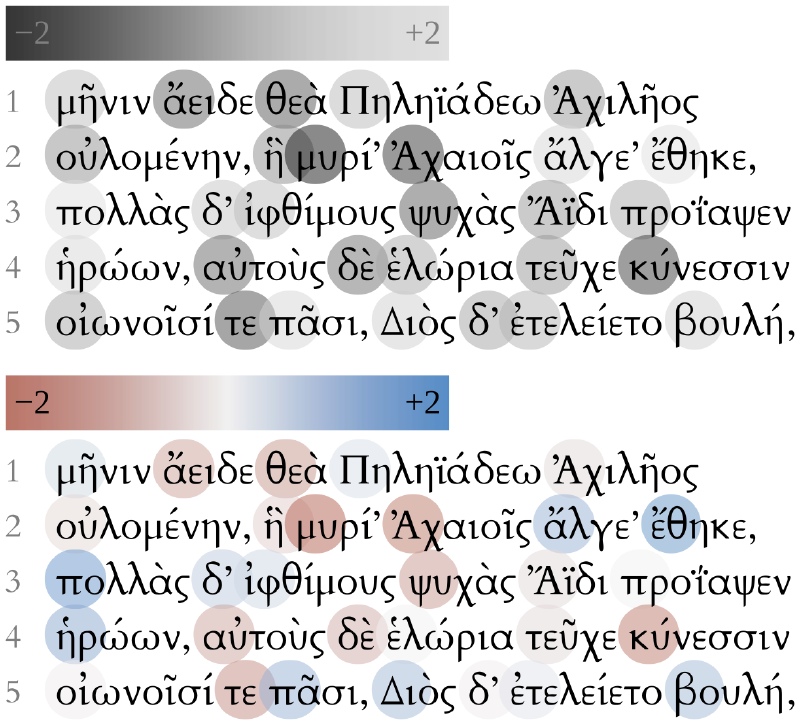 −2 +2
1 μῆνιν ἄειδε θεὰ Πηληϊάδεω Ἀχιλῆος
2 οὐλομένην, ἣ μυρί’ Ἀχαιοῖς ἄλγε’ ἔθηκε,
3 πολλὰς δ’ ἰφθίμους ψυχὰς Ἄϊδι προΐαψεν
4 ἡρώων, αὐτοὺς δὲ ἑλώρια τεῦχε κύνεσσιν
5 οἰωνοῖσί τε πᾶσι, Διὸς δ’ ἐτελείετο βουλή,
−2 +2
1 μῆνιν ἄειδε θεὰ Πηληϊάδεω Ἀχιλῆος
2 οὐλομένην, ἣ μυρί’ Ἀχαιοῖς ἄλγε’ ἔθηκε,
3 πολλὰς δ’ ἰφθίμους ψυχὰς Ἄϊδι προΐαψεν
4 ἡρώων, αὐτοὺς δὲ ἑλώρια τεῦχε κύνεσσιν
5 οἰωνοῖσί τε πᾶσι, Διὸς δ’ ἐτελείετο βουλή,